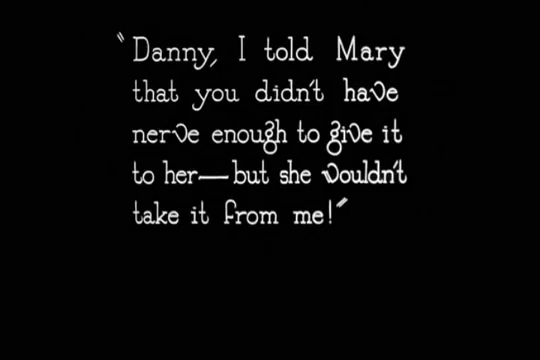 "Danny, I told Mary
that you didn't have
nerve enough to give it
to her—but she wouldn't
take it from me!"